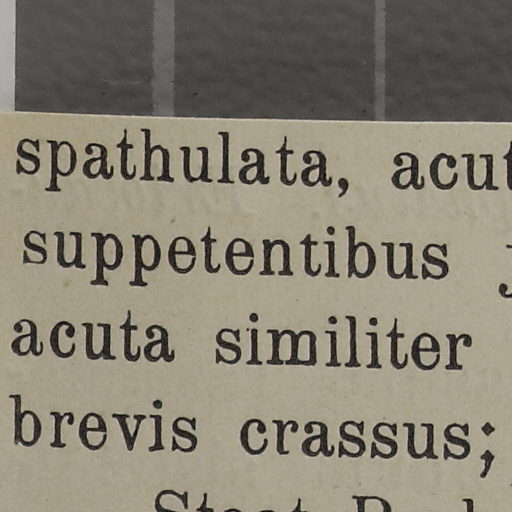 spathulata, acut
suppetentibus
acuta similiter
brevis crassus;